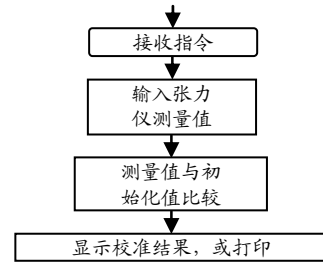 接收指令
输入张力
仪测量值
测量值与初
始化值比较
显示校准结果，或打印